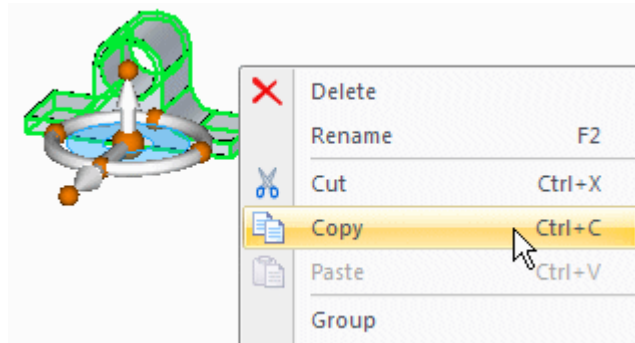 Delete
Rename F2
Cut Ctrl+X
Copy Ctrl+C
Paste Ctrl+V
Group